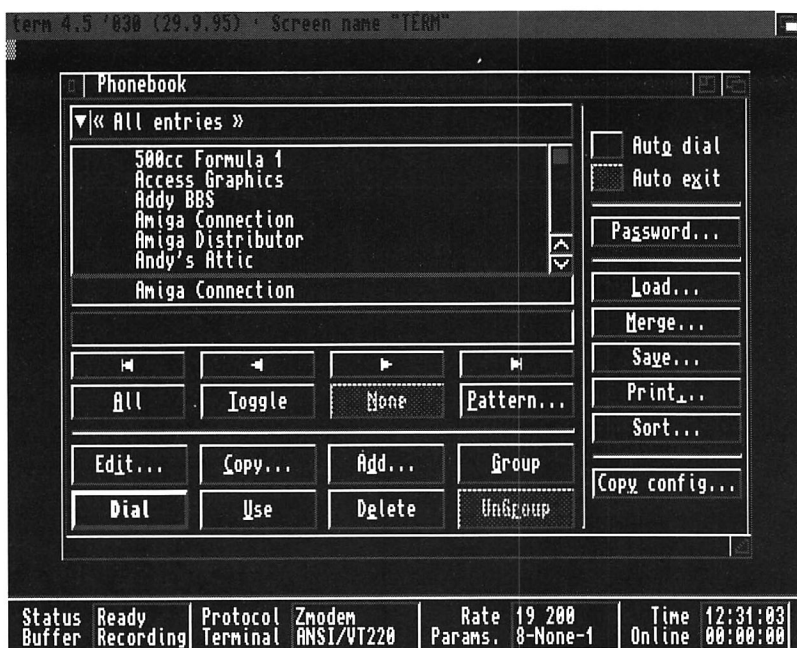 term 4.5 '030 (29.9.95) · Screen name "TERM"
Phonebook
« All entries »
500cc Formula 1
Access Graphics
Addy BBS
Amiga Connection
Amiga Distributor
Andy's Attic
Amiga Connection
All Toggle None Pattern...
Edit... Copy... Add... Group
Dial Use Delete UnGroup
Auto dial
Auto exit
Password...
Load...
Merge...
Save...
Print...
Sort...
Copy config...
Status Ready Protocol Zmodem Rate 19 200 Time 12:31:03
Buffer Recording Terminal ANSI/VT220 Params. 8-None-1 Online 00:00:00